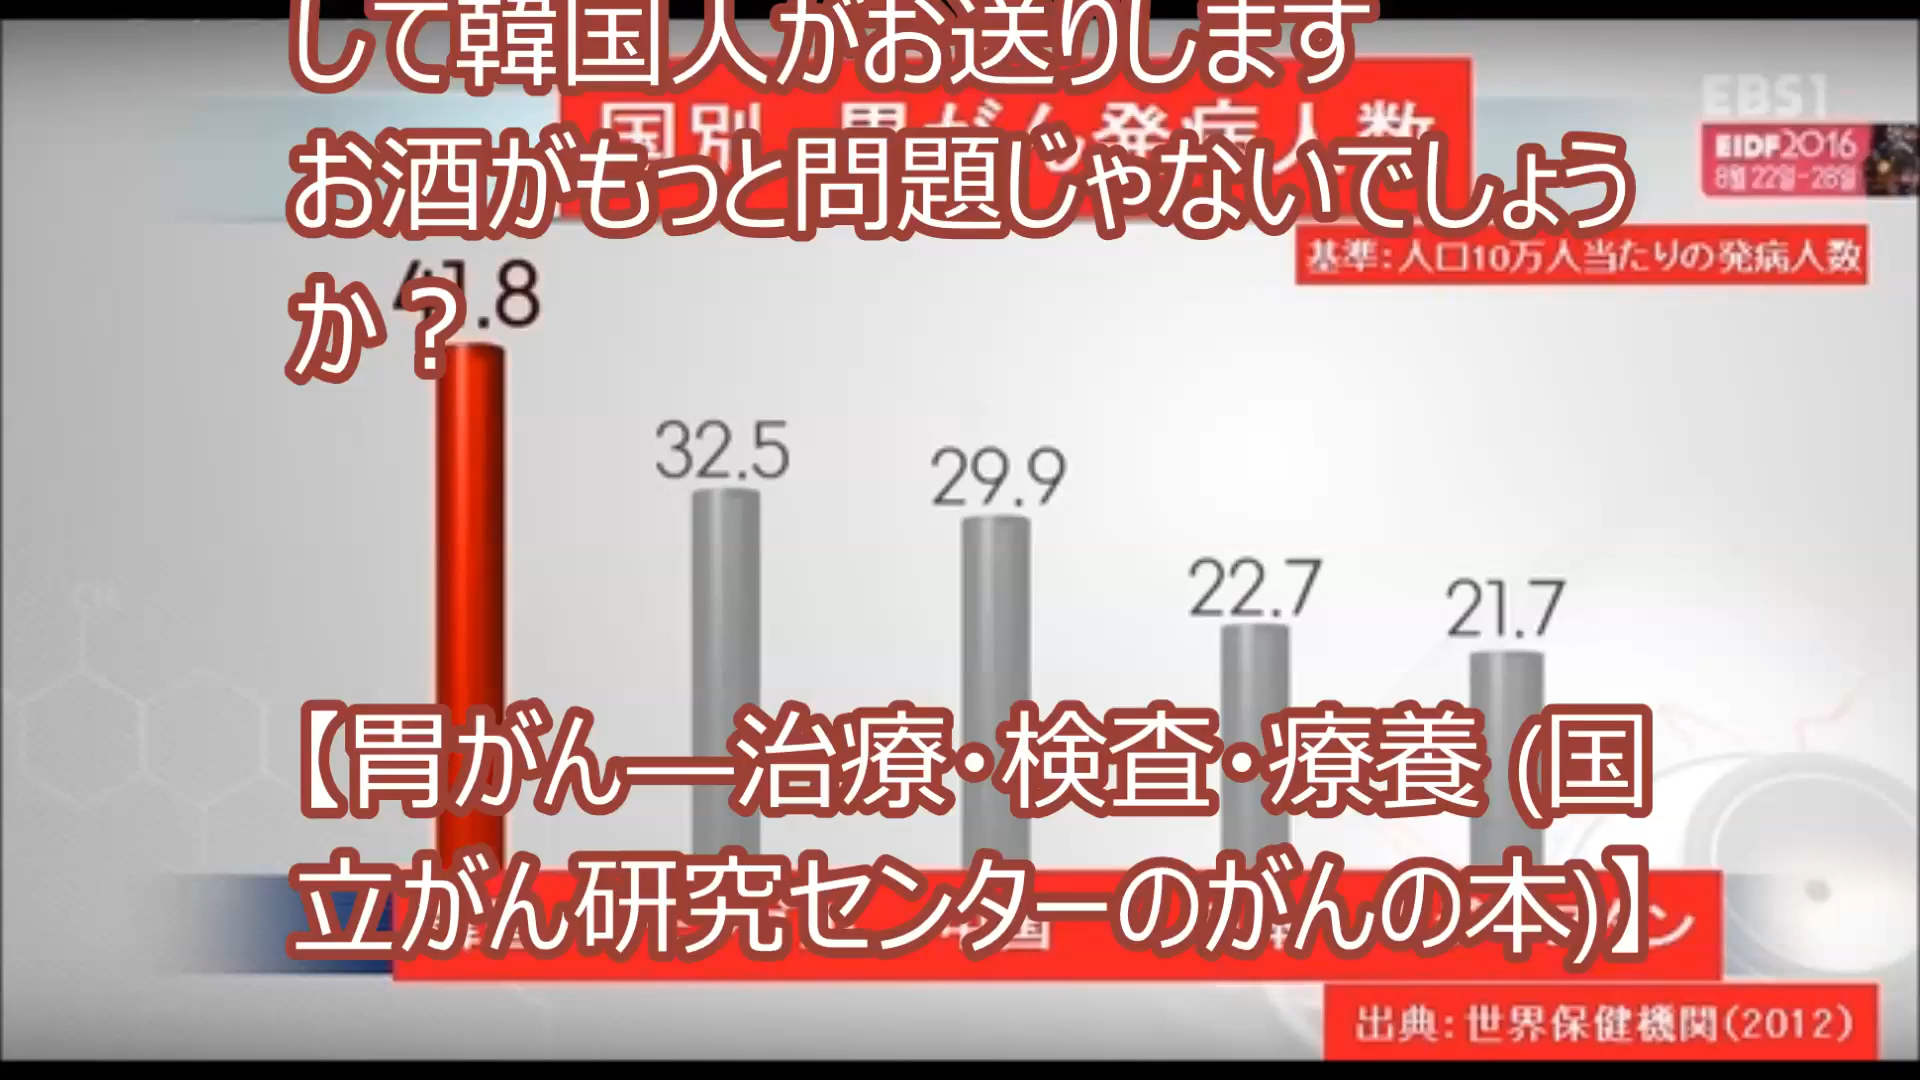 して韓国人がお送りします
国別 胃がん発病人数
EBS1
EIDF2016
8월 22일-28일
お酒がもっと問題じゃないでしょう
か?
基準:人口10万人当たりの発病人数
41.8
32.5
29.9
22.7
21.7
【胃がん―治療・検査・療養 (国
立がん研究センターのがんの本)】
中国
出典:世界保健機関(2012)